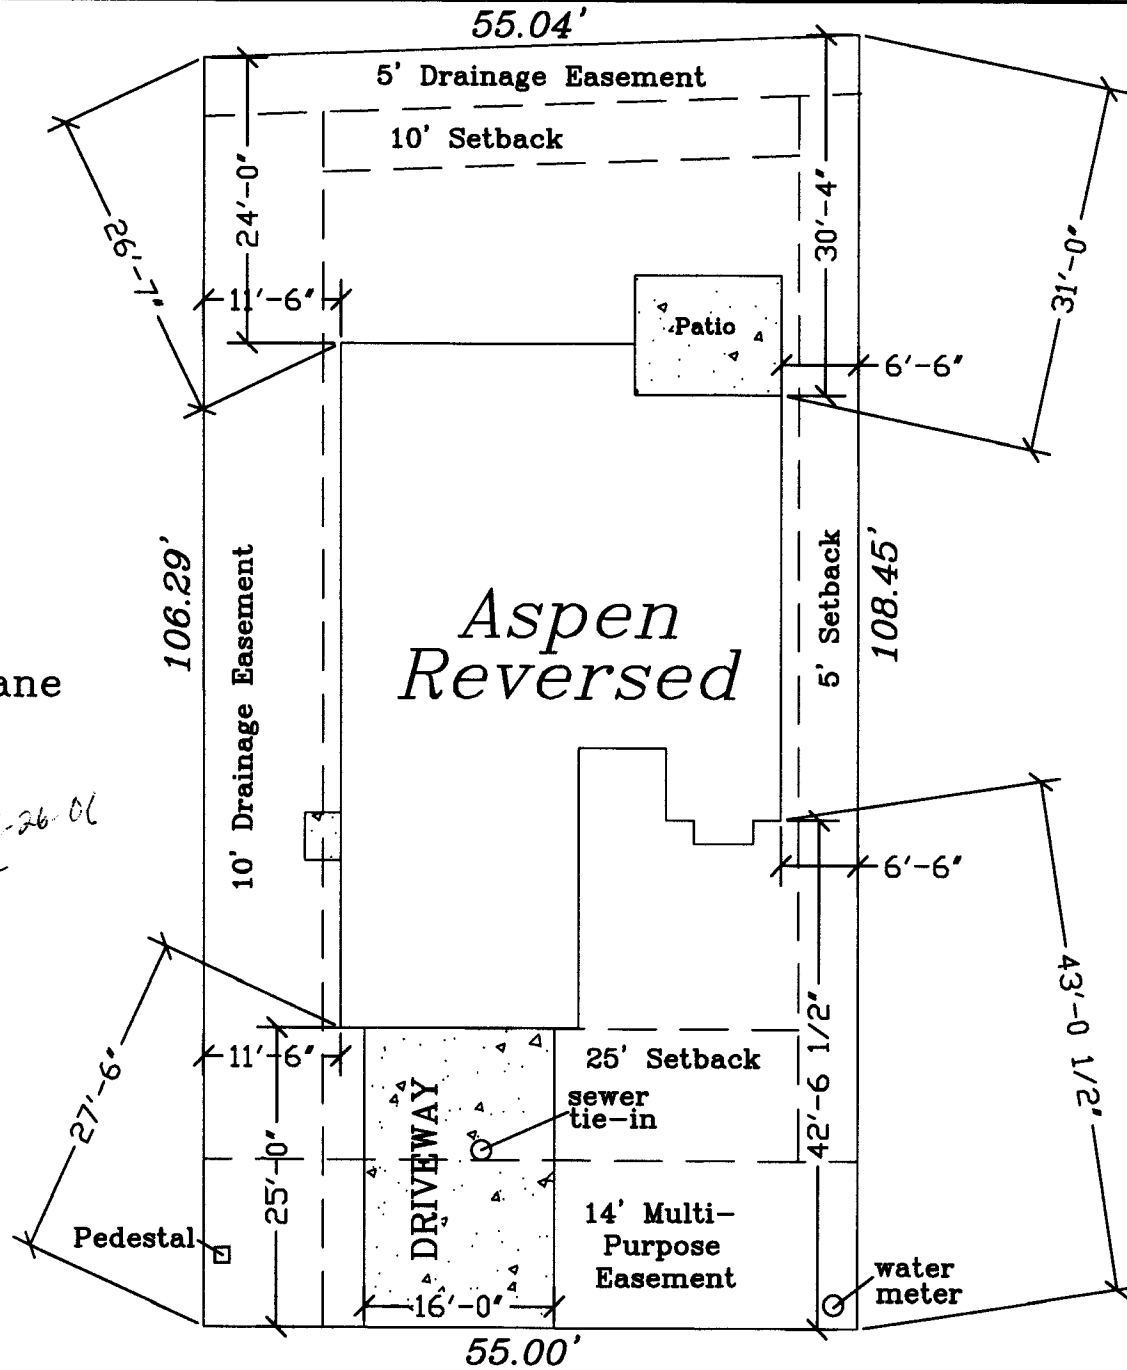 55.04'
5' Drainage Easement
10' Setback
24'-0"
30'-4"
26'-7"
31'-0"
11'-6"
Patio
6'-6"
106.29'
10' Drainage Easement
Aspen
Reversed
5' Setback
108.45'
ane
-26-06
6'-6"
43'-0 1/2"
42'-6 1/2"
27'-6"
11'-6"
25'-0"
25' Setback
sewer
tie-in
DRIVEWAY
14' Multi-
Purpose
Easement
Pedestal
water
meter
16'-0"
55.00'